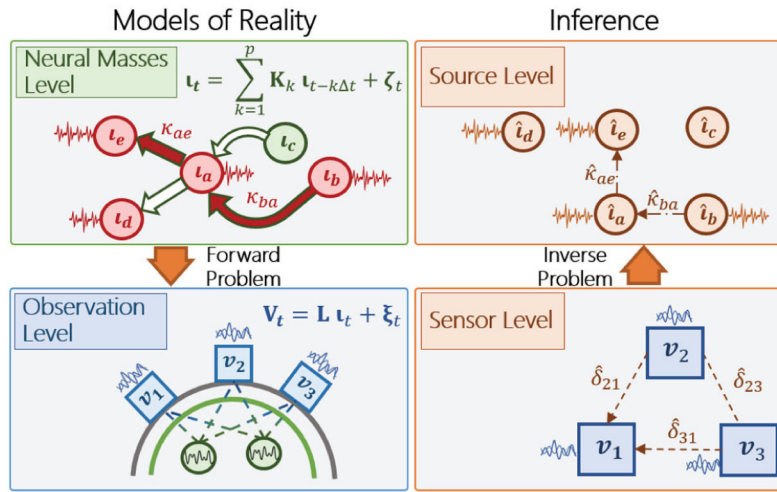 Models of Reality
Inference
Neural Masses
Level
ι_t = ∑_{k=1}^{p} K_k ι_{t−kΔt} + ζ_t
ι_e
κ_ae
ι_a
ι_c
ι_b
κ_ba
ι_d
Source Level
ι̂_d
ι̂_e
ι̂_c
κ̂_ae
κ̂_ba
ι̂_a
ι̂_b
Forward
Problem
Inverse
Problem
Observation
Level
V_t = L ι_t + ξ_t
v_1
v_2
v_3
Sensor Level
v_2
δ̂_21
δ̂_23
v_1
δ̂_31
v_3